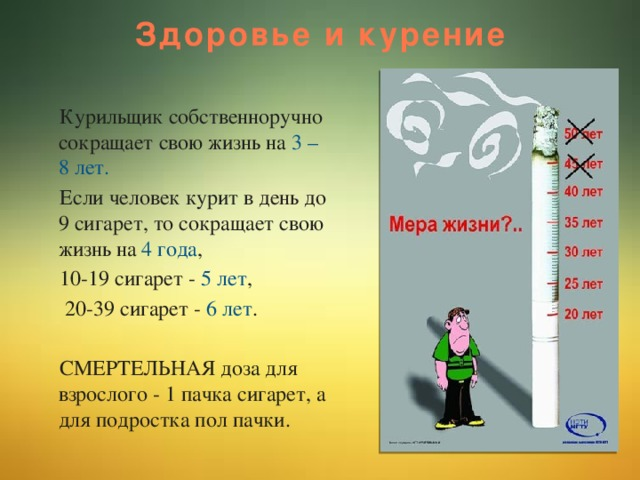 Здоровье и курение
Курильщик собственноручно
сокращает свою жизнь на 3 –
8 лет.
Если человек курит в день до
9 сигарет, то сокращает свою
жизнь на 4 года,
10-19 сигарет - 5 лет,
20-39 сигарет - 6 лет.
СМЕРТЕЛЬНАЯ доза для
взрослого - 1 пачка сигарет, а
для подростка пол пачки.
Мера жизни?..
50 лет
45 лет
40 лет
35 лет
30 лет
25 лет
20 лет